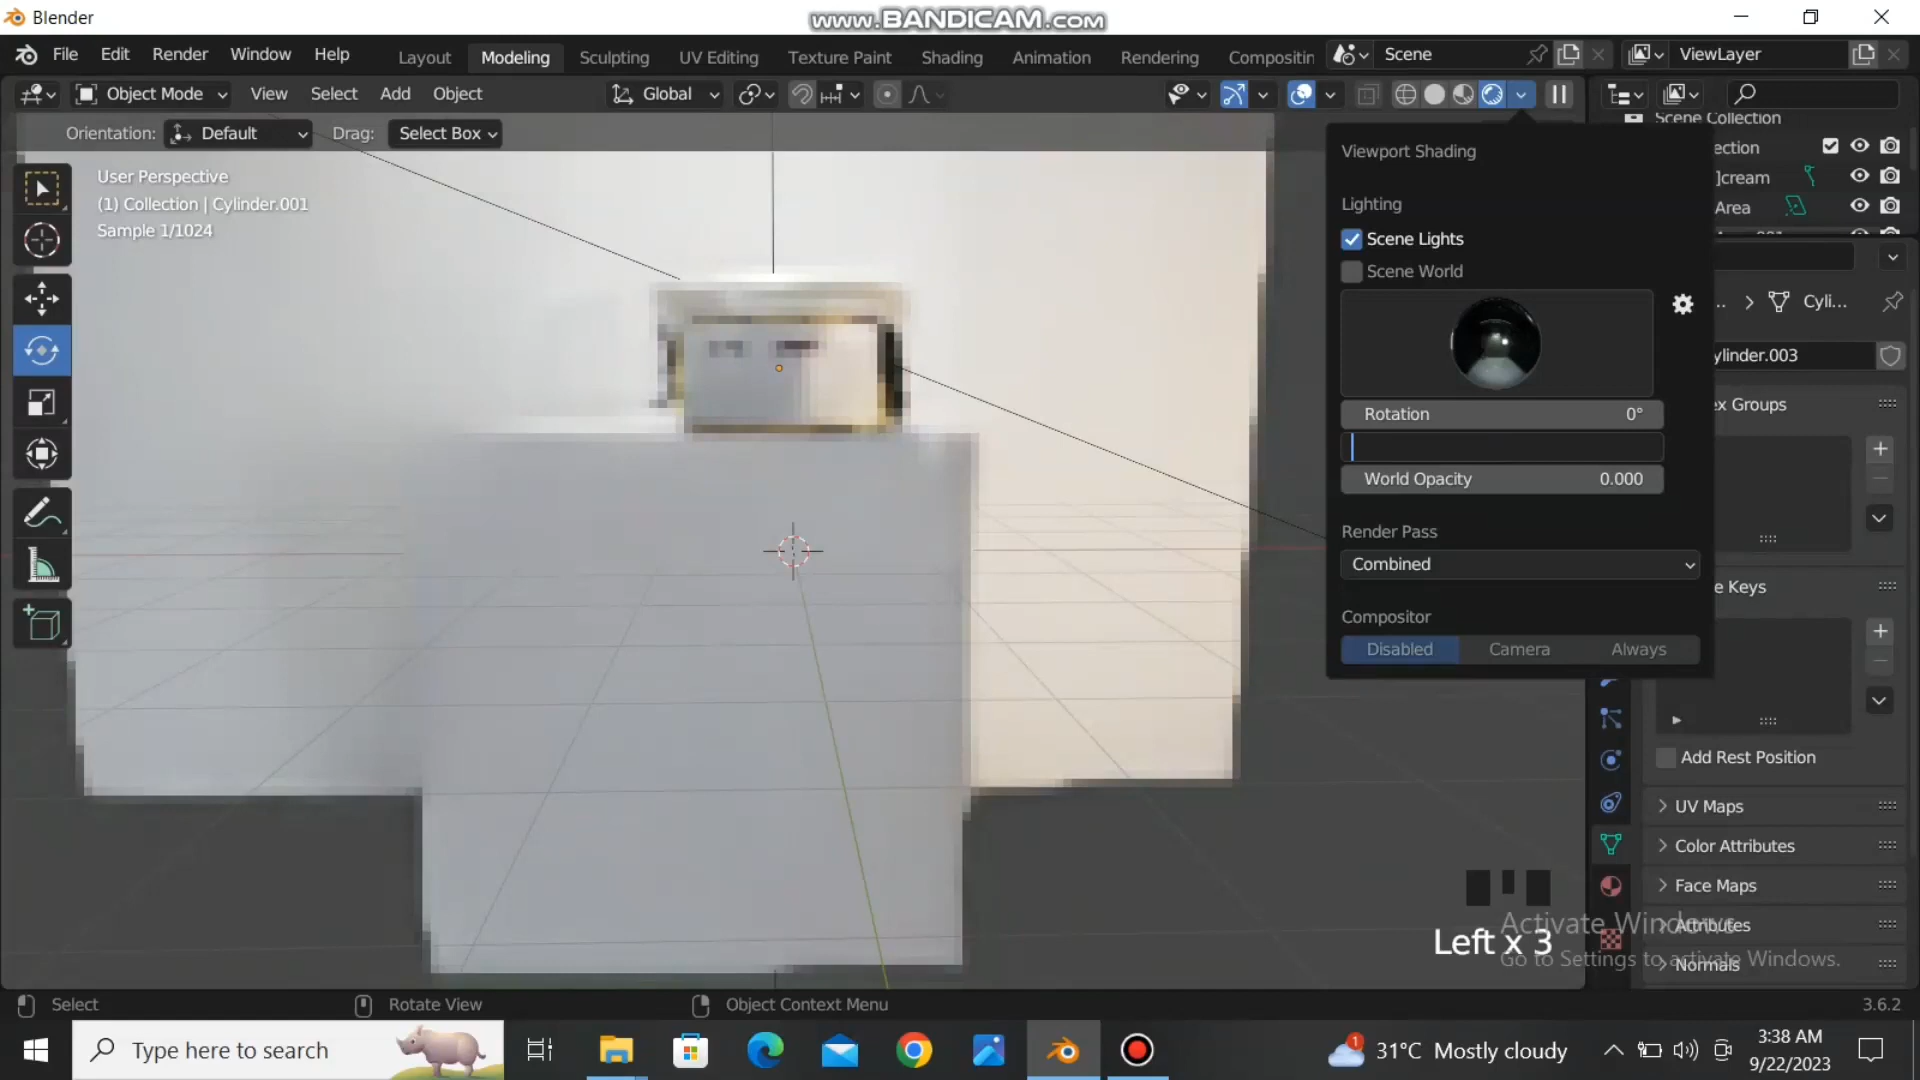 Blender
www.BANDICAM.com
File Edit Render Window Help
Layout Modeling Sculpting UV Editing Texture Paint Shading Animation Rendering Compositin
Scene
ViewLayer
Object Mode View Select Add Object
Global
Orientation: Default Drag: Select Box
Scene Collection
User Perspective
(1) Collection | Cylinder.001
Sample 1/1024
Viewport Shading
Lighting
Scene Lights
Scene World
Rotation 0°
World Opacity 0.000
Render Pass
Combined
Compositor
Disabled Camera Always
ection
]cream
Area
Cyli...
ylinder.003
ex Groups
e Keys
Add Rest Position
UV Maps
Color Attributes
Face Maps
Attributes
Normals
Left x 3
Activate Windows
Go to Settings to activate Windows.
Select Rotate View Object Context Menu 3.6.2
Type here to search
1
31°C Mostly cloudy
3:38 AM
9/22/2023